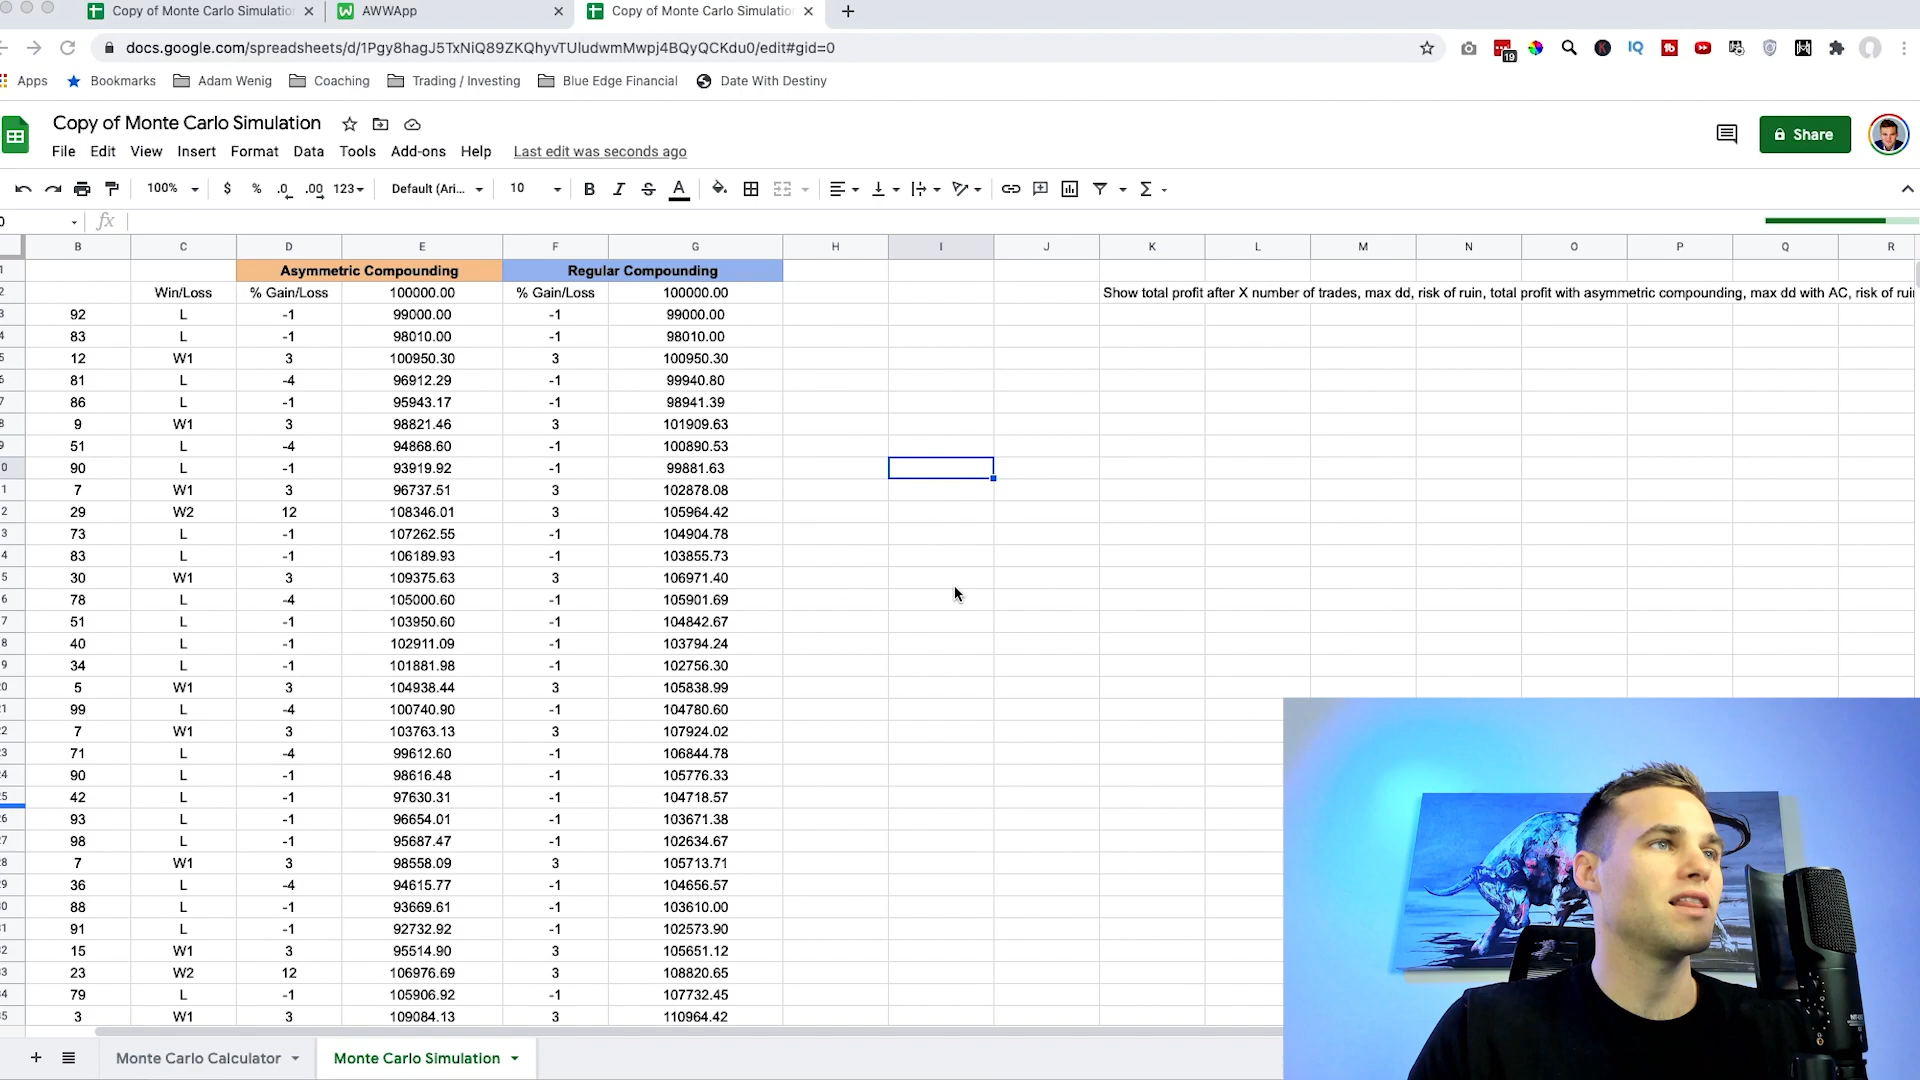 Copy of Monte Carlo Simulation
AWWApp
Copy of Monte Carlo Simulation
docs.google.com/spreadsheets/d/1Pgy8hagJ5TxNiQ89ZKQhyvTUludwmMwpj4BQyQCKdu0/edit#gid=0
19
IQ
Apps Bookmarks Adam Wenig Coaching Trading / Investing Blue Edge Financial Date With Destiny
Copy of Monte Carlo Simulation
Share
File Edit View Insert Format Data Tools Add-ons Help Last edit was seconds ago
100% $ % .0 .00 123 Default (Ari... 10 B I S A
fx
B C D E F G H I J K L M N O P Q R
Asymmetric Compounding Regular Compounding
Win/Loss % Gain/Loss 100000.00 % Gain/Loss 100000.00 Show total profit after X number of trades, max dd, risk of ruin, total profit with asymmetric compounding, max dd with AC, risk of ruin
92 L -1 99000.00 -1 99000.00
83 L -1 98010.00 -1 98010.00
12 W1 3 100950.30 3 100950.30
81 L -4 96912.29 -1 99940.80
86 L -1 95943.17 -1 98941.39
9 W1 3 98821.46 3 101909.63
51 L -4 94868.60 -1 100890.53
90 L -1 93919.92 -1 99881.63
7 W1 3 96737.51 3 102878.08
29 W2 12 108346.01 3 105964.42
73 L -1 107262.55 -1 104904.78
83 L -1 106189.93 -1 103855.73
30 W1 3 109375.63 3 106971.40
78 L -4 105000.60 -1 105901.69
51 L -1 103950.60 -1 104842.67
40 L -1 102911.09 -1 103794.24
34 L -1 101881.98 -1 102756.30
5 W1 3 104938.44 3 105838.99
99 L -4 100740.90 -1 104780.60
7 W1 3 103763.13 3 107924.02
71 L -4 99612.60 -1 106844.78
90 L -1 98616.48 -1 105776.33
42 L -1 97630.31 -1 104718.57
93 L -1 96654.01 -1 103671.38
98 L -1 95687.47 -1 102634.67
7 W1 3 98558.09 3 105713.71
36 L -4 94615.77 -1 104656.57
88 L -1 93669.61 -1 103610.00
91 L -1 92732.92 -1 102573.90
15 W1 3 95514.90 3 105651.12
23 W2 12 106976.69 3 108820.65
79 L -1 105906.92 -1 107732.45
3 W1 3 109084.13 3 110964.42
Monte Carlo Calculator Monte Carlo Simulation